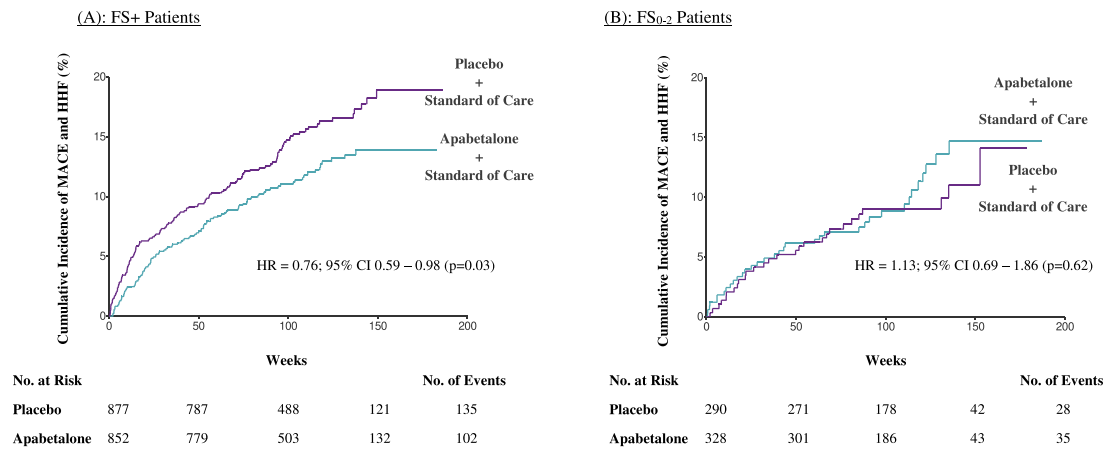 (A): FS+ Patients
Cumulative Incidence of MACE and HHF (%)
20
15
10
5
0
0 50 100 150 200
Placebo
+
Standard of Care
Apabetalone
+
Standard of Care
HR = 0.76; 95% CI 0.59 – 0.98 (p=0.03)
Weeks
No. at Risk No. of Events
Placebo 877 787 488 121 135
Apabetalone 852 779 503 132 102
(B): FS0-2 Patients
Cumulative Incidence of MACE and HHF (%)
20
15
10
5
0
0 50 100 150 200
Apabetalone
+
Standard of Care
Placebo
+
Standard of Care
HR = 1.13; 95% CI 0.69 – 1.86 (p=0.62)
Weeks
No. at Risk No. of Events
Placebo 290 271 178 42 28
Apabetalone 328 301 186 43 35